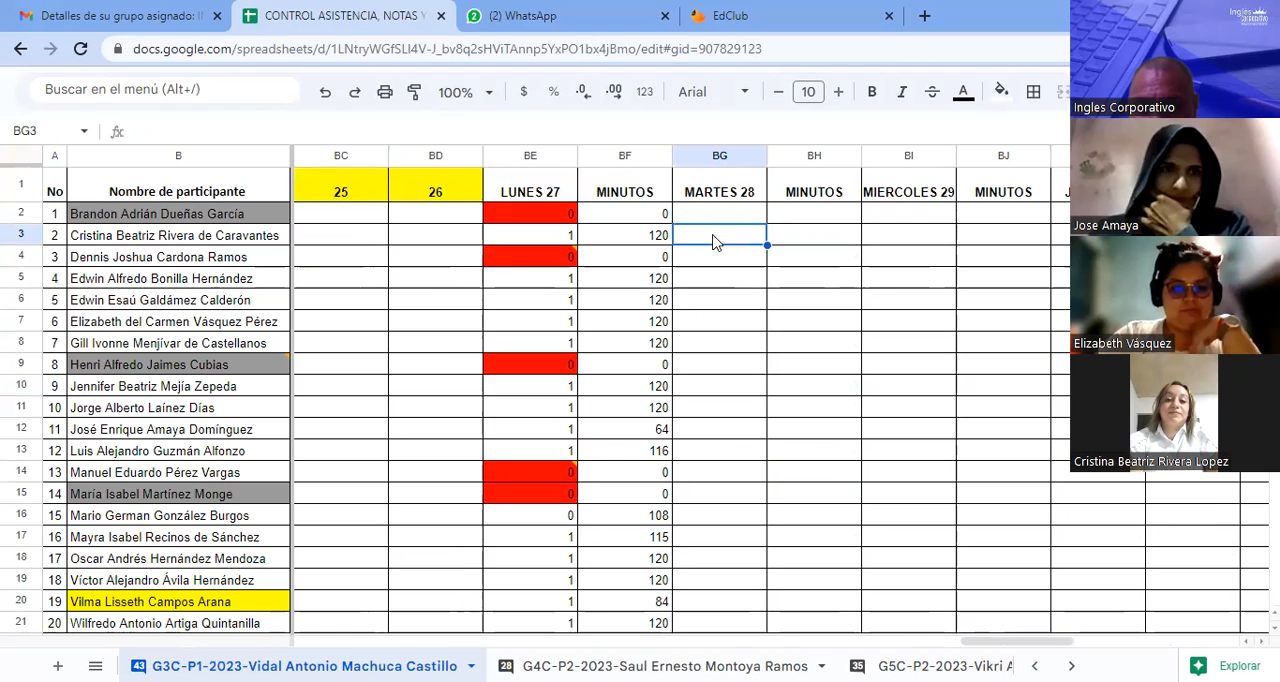 Detalles de su grupo asignado: I
CONTROL ASISTENCIA, NOTAS Y
(2) WhatsApp
EdClub
docs.google.com/spreadsheets/d/
/edit#gid=907829123
Buscar en el menú (Alt+/)
100%
$ % .0 .00 123
Arial
10
B I S A
BG3
fx
A B BC BD BE BF BG BH BI BJ
1 No Nombre de participante 25 26 LUNES 27 MINUTOS MARTES 28 MINUTOS MIERCOLES 29 MINUTOS
2 1 Brandon Adrián Dueñas García 0 0
3 2 Cristina Beatriz Rivera de Caravantes 1 120
4 3 Dennis Joshua Cardona Ramos 0 0
5 4 Edwin Alfredo Bonilla Hernández 1 120
6 5 Edwin Esaú Galdámez Calderón 1 120
7 6 Elizabeth del Carmen Vásquez Pérez 1 120
8 7 Gill Ivonne Menjívar de Castellanos 1 120
9 8 Henri Alfredo Jaimes Cubias 0 0
10 9 Jennifer Beatriz Mejía Zepeda 1 120
11 10 Jorge Alberto Laínez Días 1 120
12 11 José Enrique Amaya Domínguez 1 64
13 12 Luis Alejandro Guzmán Alfonzo 1 116
14 13 Manuel Eduardo Pérez Vargas 0 0
15 14 María Isabel Martínez Monge 0 0
16 15 Mario German González Burgos 0 108
17 16 Mayra Isabel Recinos de Sánchez 1 115
18 17 Oscar Andrés Hernández Mendoza 1 120
19 18 Víctor Alejandro Ávila Hernández 1 120
20 19 Vilma Lisseth Campos Arana 1 84
21 20 Wilfredo Antonio Artiga Quintanilla 1 120
43 G3C-P1-2023-Vidal Antonio Machuca Castillo
28 G4C-P2-2023-Saul Ernesto Montoya Ramos
35 G5C-P2-2023-Vikri A
Explorar
Ingles
Ingles Corporativo
Jose Amaya
Elizabeth Vásquez
Cristina Beatriz Rivera Lopez